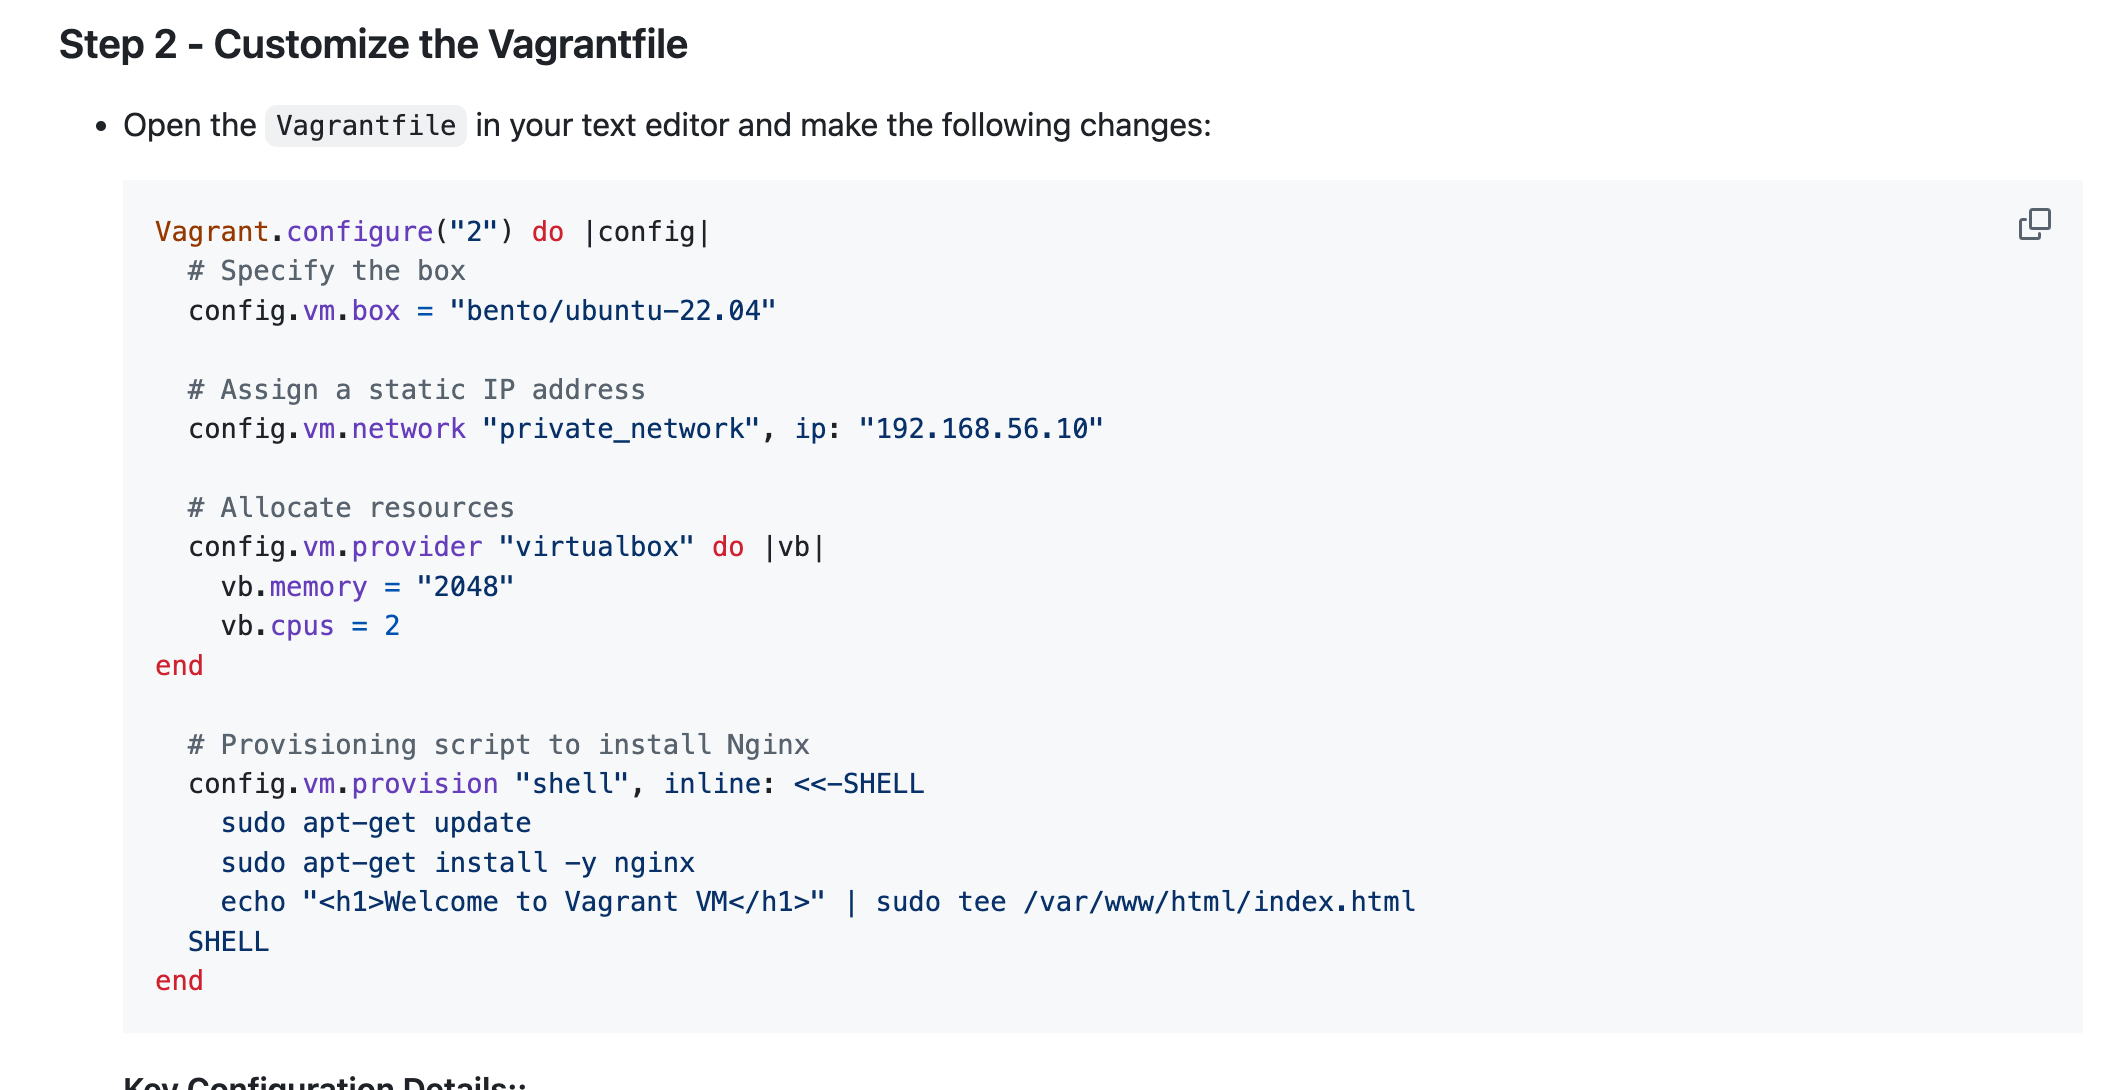 Step 2 - Customize the Vagrantfile
• Open the Vagrantfile in your text editor and make the following changes:
Vagrant.configure("2") do |config|
  # Specify the box
  config.vm.box = "bento/ubuntu-22.04"

  # Assign a static IP address
  config.vm.network "private_network", ip: "192.168.56.10"

  # Allocate resources
  config.vm.provider "virtualbox" do |vb|
    vb.memory = "2048"
    vb.cpus = 2
end

  # Provisioning script to install Nginx
  config.vm.provision "shell", inline: <<-SHELL
    sudo apt-get update
    sudo apt-get install -y nginx
    echo "<h1>Welcome to Vagrant VM</h1>" | sudo tee /var/www/html/index.html
  SHELL
end
Key Configuration Details::